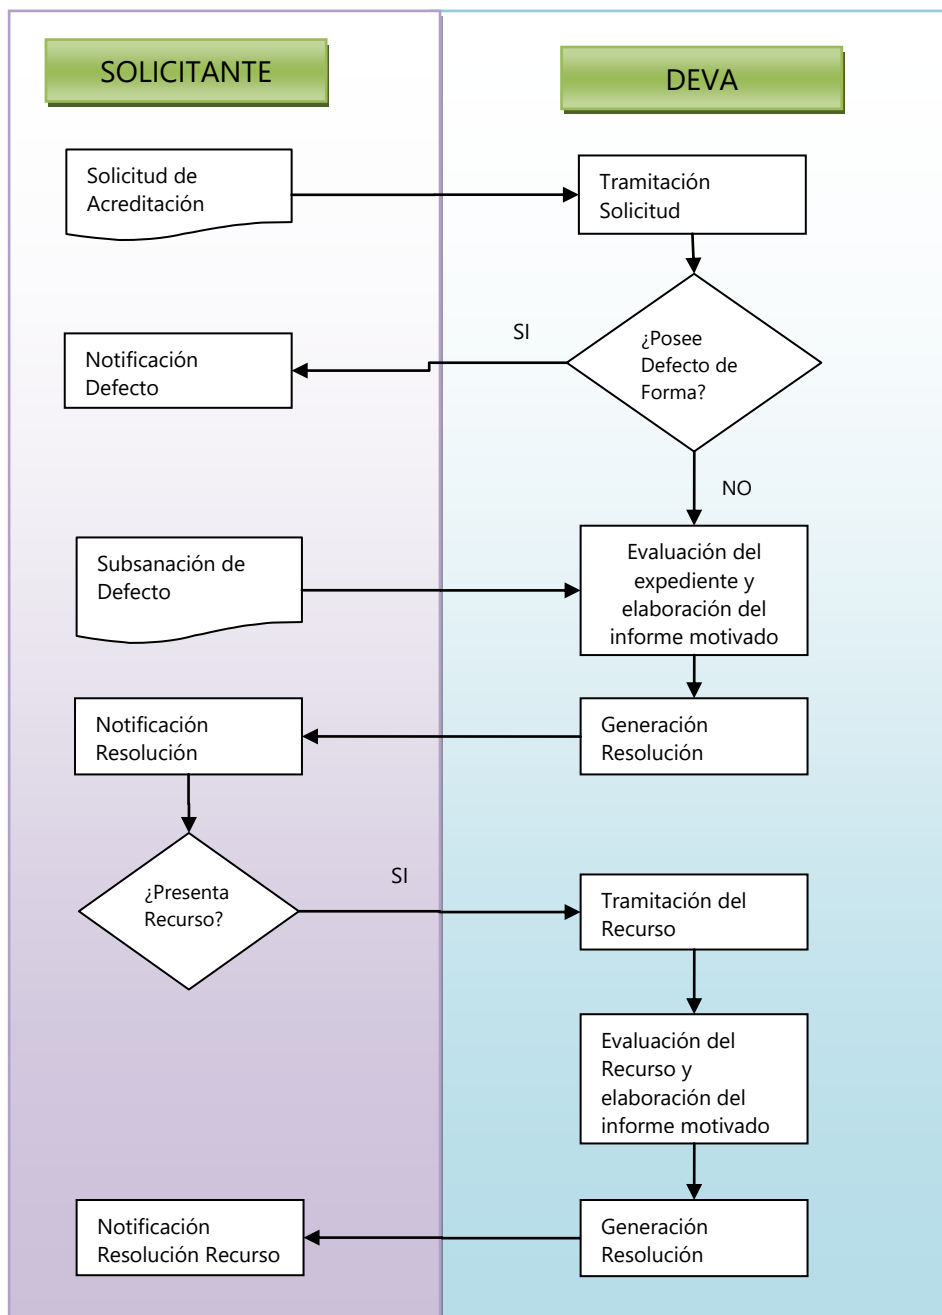 SOLICITANTE
DEVA
Solicitud de
Acreditación
Tramitación
Solicitud
SI
¿Posee
Defecto de
Forma?
Notificación
Defecto
NO
Subsanación de
Defecto
Evaluación del
expediente y
elaboración del
informe motivado
Notificación
Resolución
Generación
Resolución
¿Presenta
Recurso?
SI
Tramitación del
Recurso
Evaluación del
Recurso y
elaboración del
informe motivado
Notificación
Resolución Recurso
Generación
Resolución